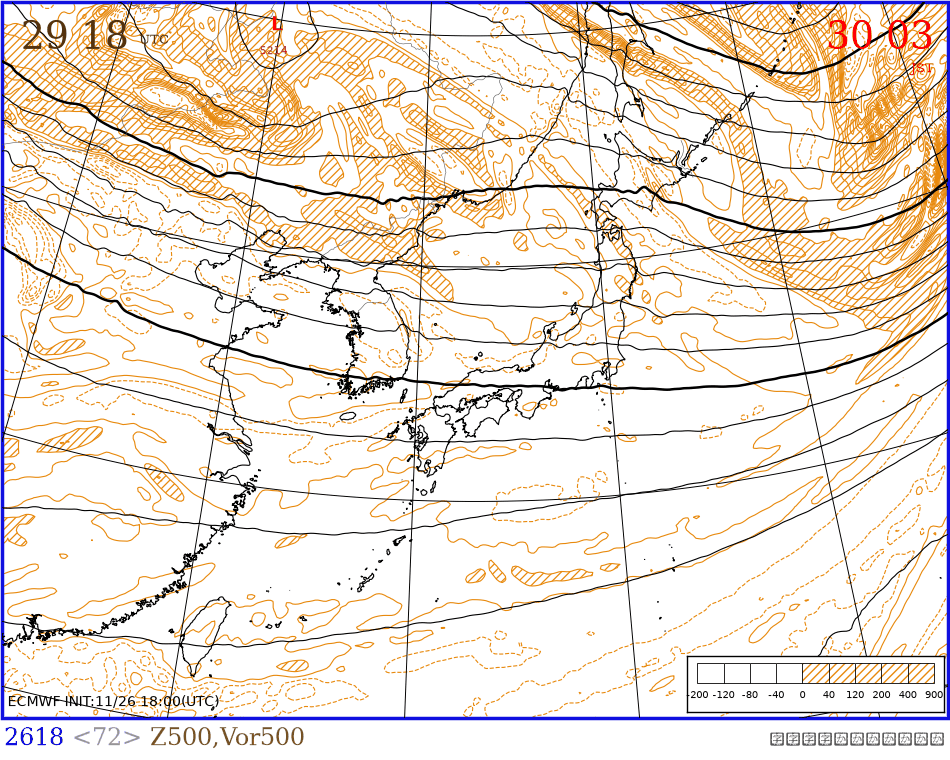 29 18 UTC
30 03
JST
L
5214
-200 -120 -80 -40 0 40 120 200 400 900
ECMWF INIT:11/26 18:00(UTC)
2618 <72> Z500,Vor500